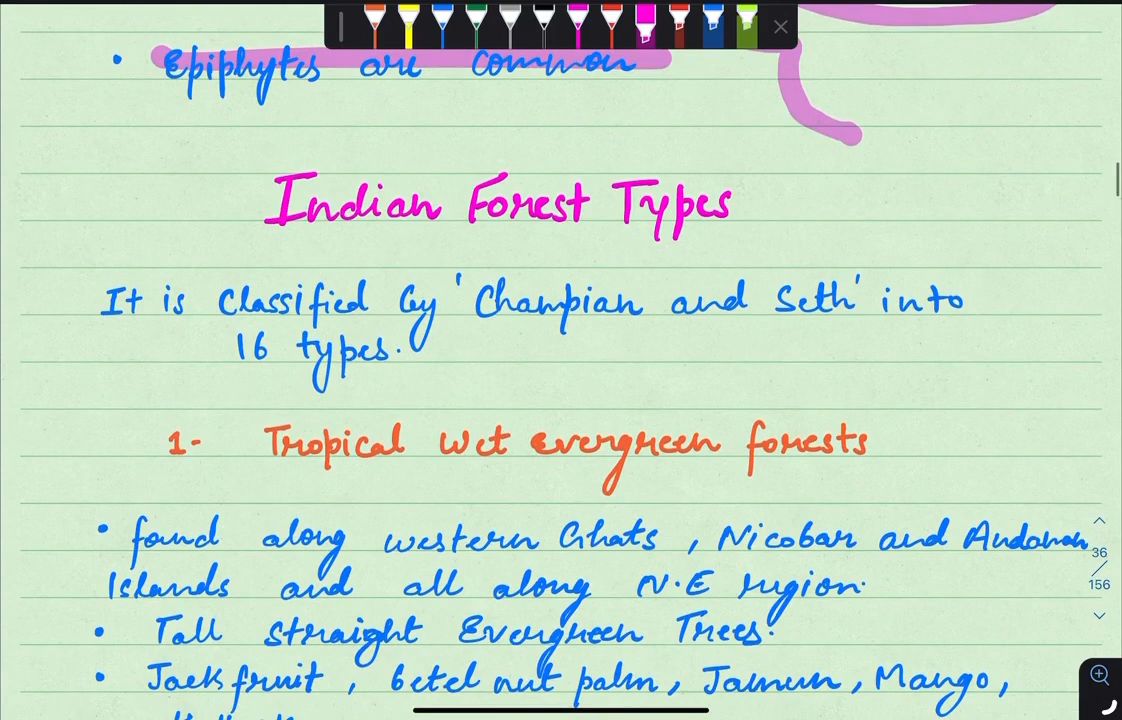 • Epiphytes are common
Indian Forest Types
It is classified by 'Champian and Seth' into
16 types.
1- Tropical wet evergreen forests
• found along western Ghats, Nicobar and Andaman
36
Islands and all along N.E region.
156
• Tall straight Evergreen Trees.
• Jackfruit, betel nut palm, Jamun, Mango,